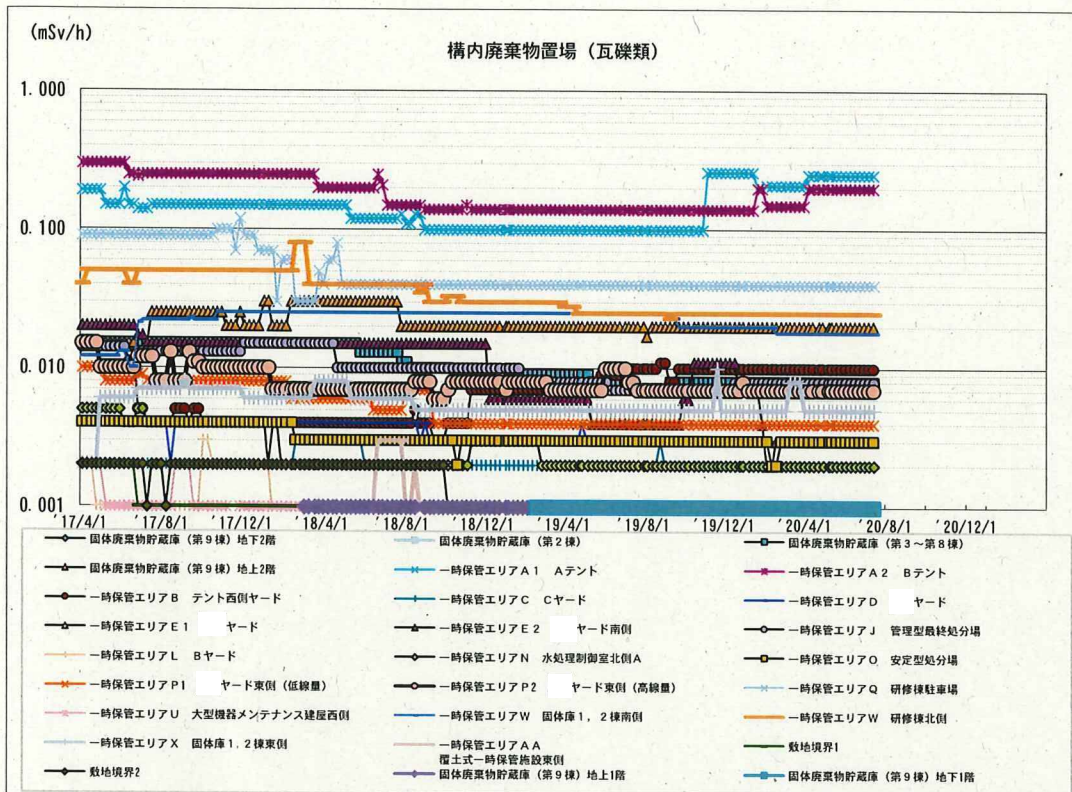 (mSv/h)
構内廃棄物置場（瓦礫類）
1.000
0.100
0.010
0.001
'17/4/1 '17/8/1 '17/12/1 '18/4/1 '18/8/1 '18/12/1 '19/4/1 '19/8/1 '19/12/1 '20/4/1 '20/8/1 '20/12/1
固体廃棄物貯蔵庫（第9棟）地下2階 固体廃棄物貯蔵庫（第2棟） 固体廃棄物貯蔵庫（第3～第8棟）
固体廃棄物貯蔵庫（第9棟）地上2階 一時保管エリアA1 Aテント 一時保管エリアA2 Bテント
一時保管エリアB テント西側ヤード 一時保管エリアC Cヤード 一時保管エリアD ヤード
一時保管エリアE1 ヤード 一時保管エリアE2 ヤード南側 一時保管エリアJ 管理型最終処分場
一時保管エリアL Bヤード 一時保管エリアN 水処理制御室北側A 一時保管エリアO 安定型処分場
一時保管エリアP1 ヤード東側（低線量） 一時保管エリアP2 ヤード東側（高線量） 一時保管エリアQ 研修棟駐車場
一時保管エリアU 大型機器メンテナンス建屋西側 一時保管エリアW 固体庫1，2棟南側 一時保管エリアW 研修棟北側
一時保管エリアX 固体庫1，2棟東側 一時保管エリアAA 敷地境界1
覆土式一時保管施設東側
敷地境界2 固体廃棄物貯蔵庫（第9棟）地上1階 固体廃棄物貯蔵庫（第9棟）地下1階